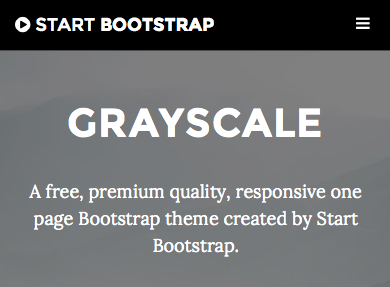 START BOOTSTRAP
GRAYSCALE
A free, premium quality, responsive one
page Bootstrap theme created by Start
Bootstrap.